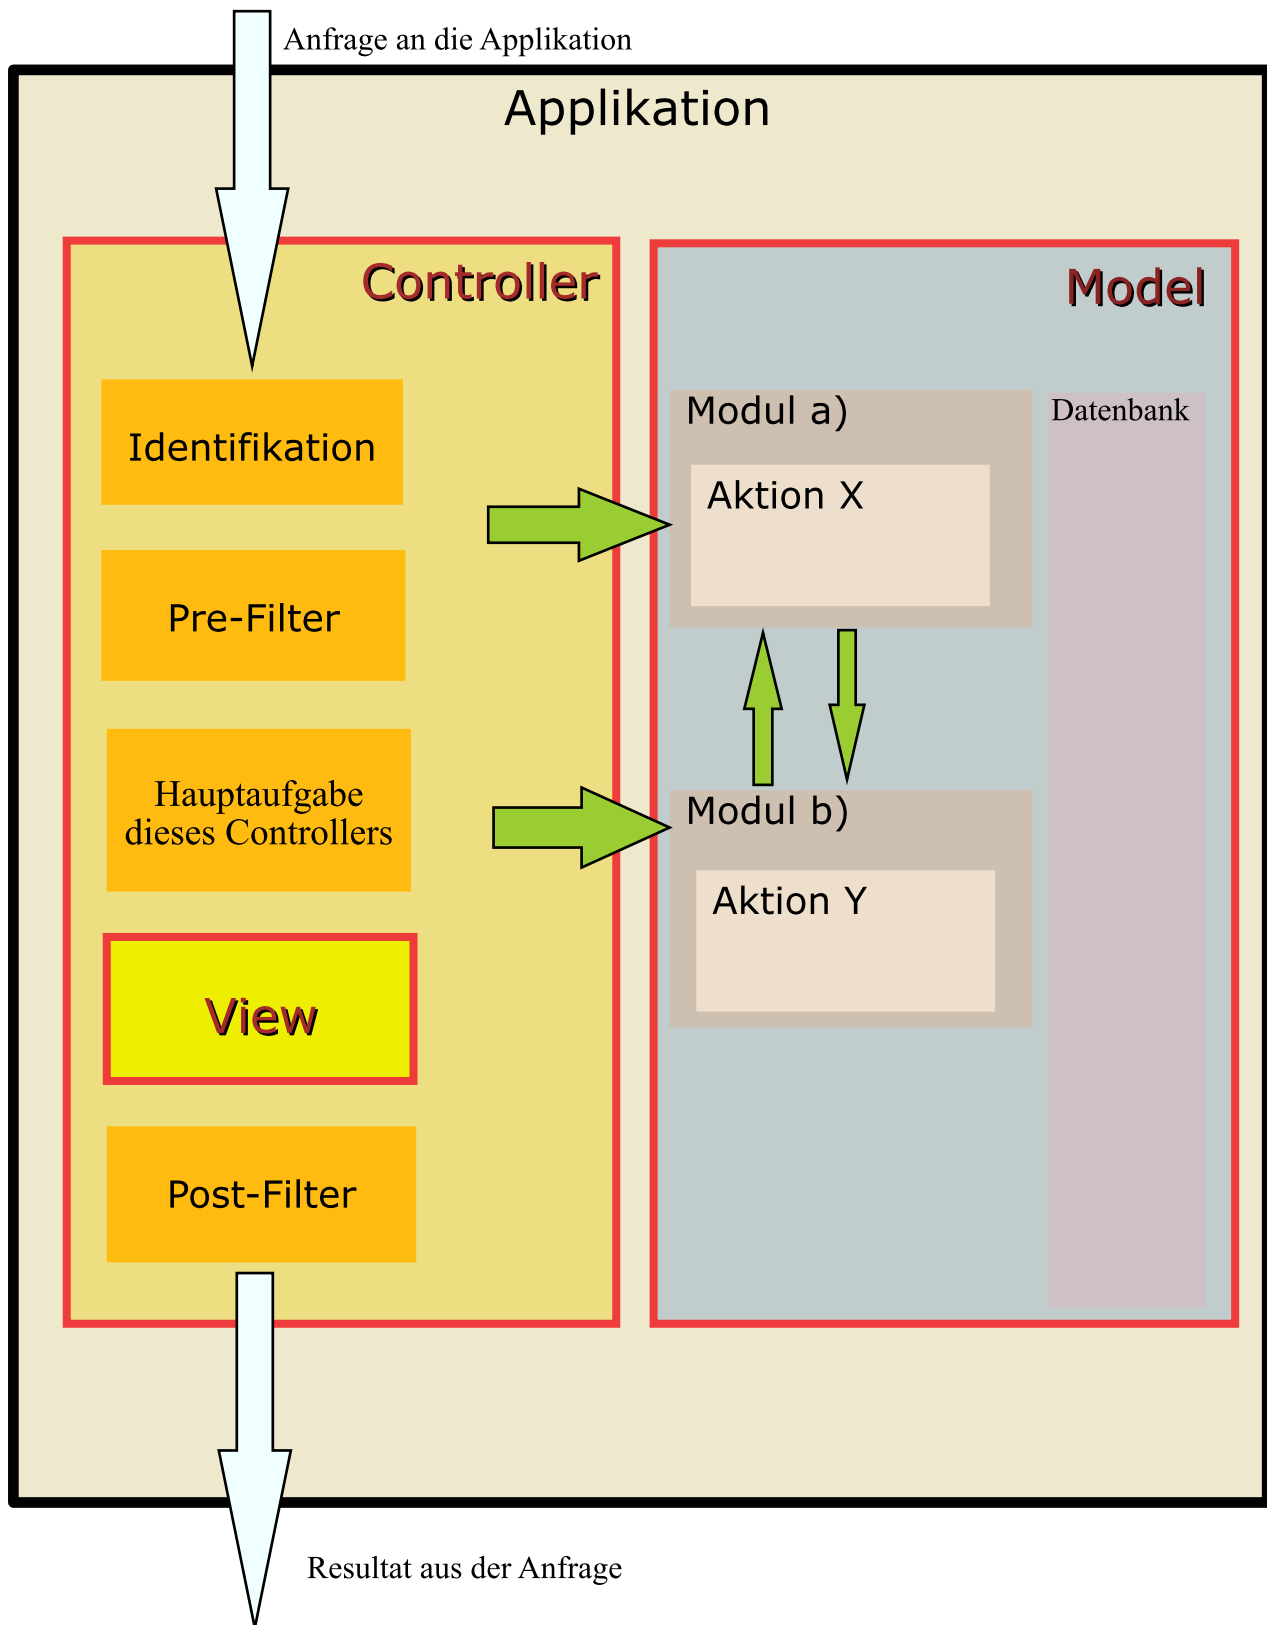 Anfrage an die Applikation
Applikation
Controller
Identifikation
Pre-Filter
Hauptaufgabe
dieses Controllers
View
Post-Filter
Model
Modul a)
Aktion X
Datenbank
Modul b)
Aktion Y
Resultat aus der Anfrage